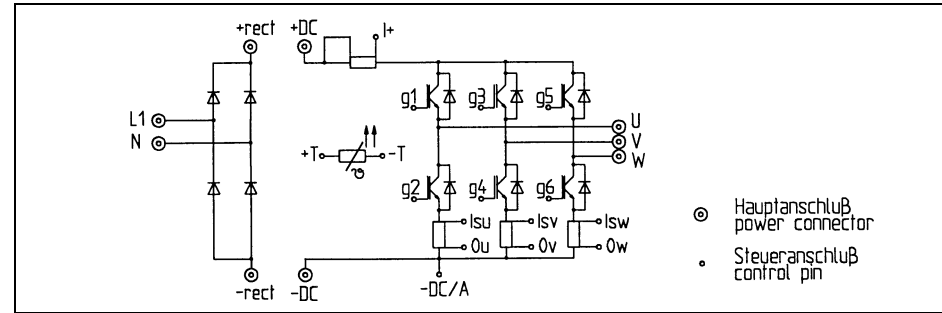 +rect +DC I+
g1 g3 g5
L1
N
U
V
W
+T -T
ϑ
g2 g4 g6
Isu Isv Isw
0u 0v 0w
-rect -DC
-DC/A
Hauptanschluß
power connector
Steueranschluß
control pin